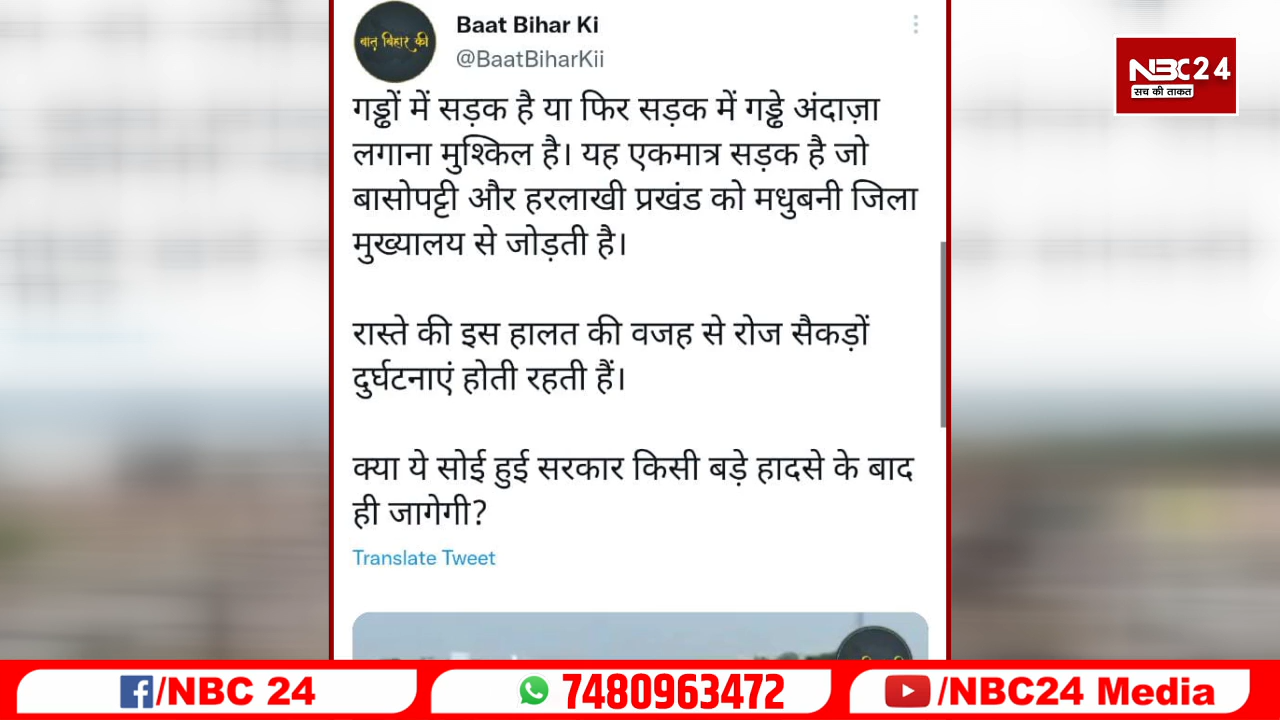 Baat Bihar Ki
बात बिहार की
@BaatBiharKii
NBC24
सच की ताकत
गड्ढों में सड़क है या फिर सड़क में गड्ढे अंदाज़ा
लगाना मुश्किल है। यह एकमात्र सड़क है जो
बासोपट्टी और हरलाखी प्रखंड को मधुबनी जिला
मुख्यालय से जोड़ती है।
रास्ते की इस हालत की वजह से रोज सैकड़ों
दुर्घटनाएं होती रहती हैं।
क्या ये सोई हुई सरकार किसी बड़े हादसे के बाद
ही जागेगी?
Translate Tweet
/NBC 24
7480963472
/NBC24 Media